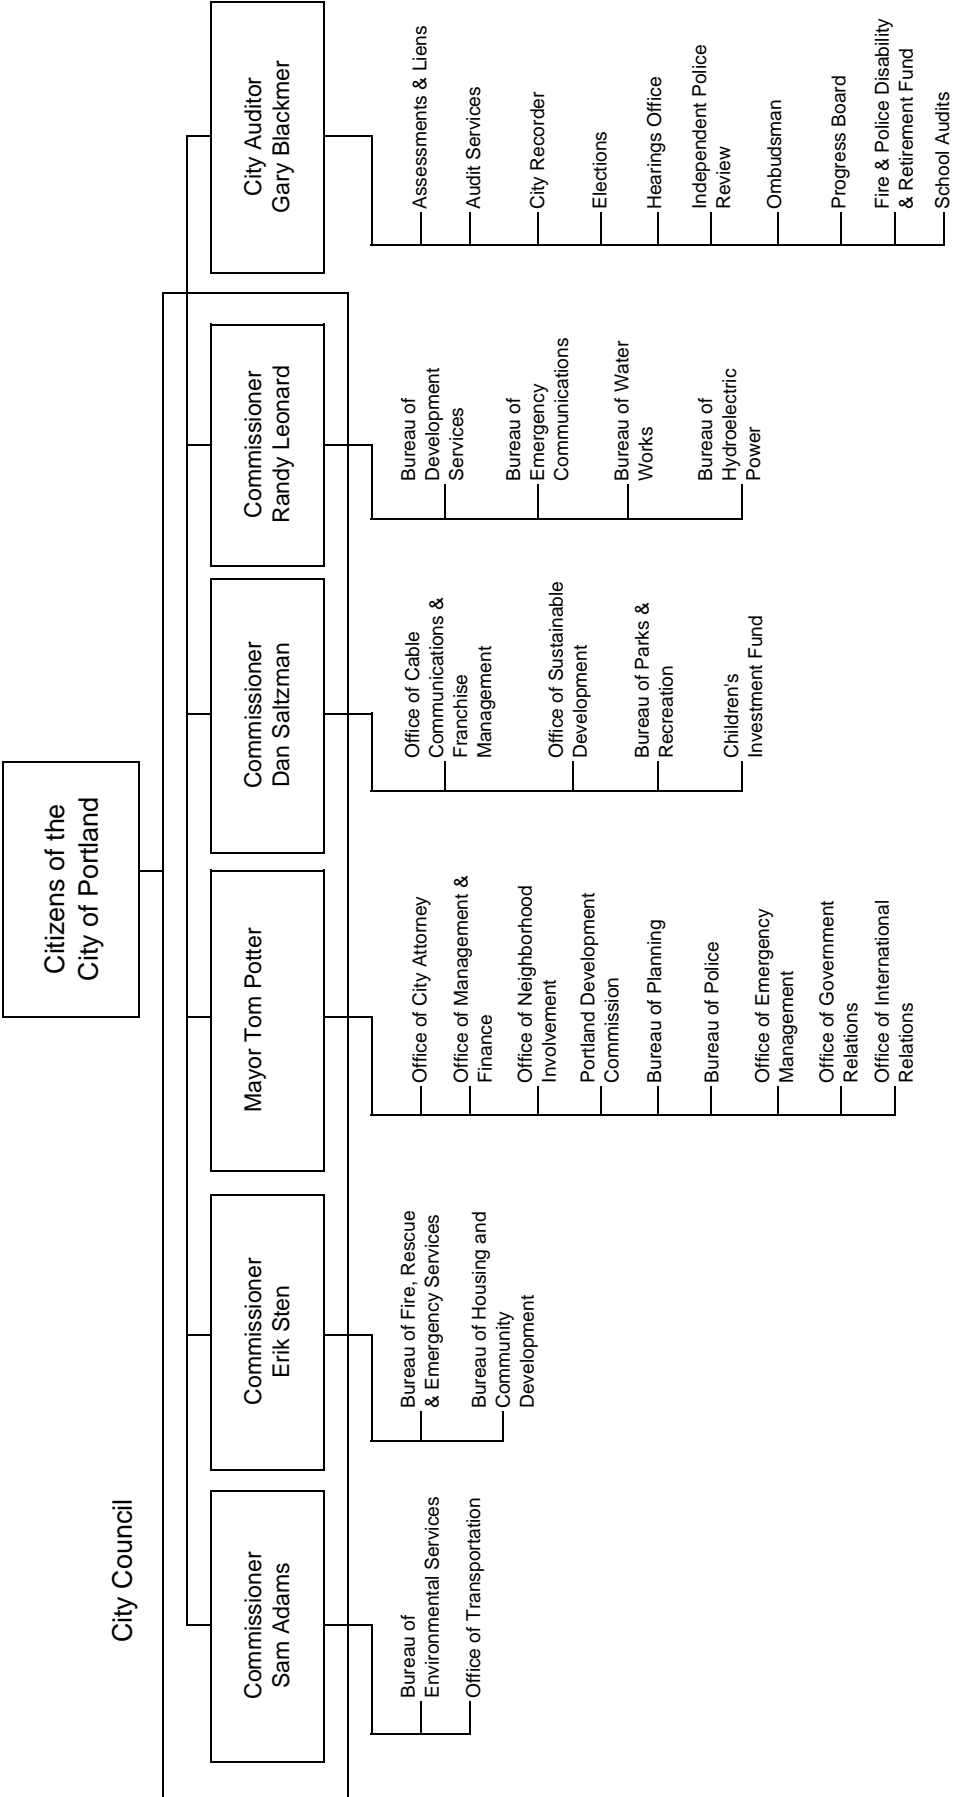 Citizens of the
City of Portland
City Council
Commissioner
Sam Adams
Bureau of
Environmental Services
Office of Transportation
Commissioner
Erik Sten
Bureau of Fire, Rescue
& Emergency Services
Bureau of Housing and
Community
Development
Mayor Tom Potter
Office of City Attorney
Office of Management &
Finance
Office of Neighborhood
Involvement
Portland Development
Commission
Bureau of Planning
Bureau of Police
Office of Emergency
Management
Office of Government
Relations
Office of International
Relations
Commissioner
Dan Saltzman
Office of Cable
Communications &
Franchise
Management
Office of Sustainable
Development
Bureau of Parks &
Recreation
Children's
Investment Fund
Commissioner
Randy Leonard
Bureau of
Development
Services
Bureau of
Emergency
Communications
Bureau of Water
Works
Bureau of
Hydroelectric
Power
City Auditor
Gary Blackmer
Assessments & Liens
Audit Services
City Recorder
Elections
Hearings Office
Independent Police
Review
Ombudsman
Progress Board
Fire & Police Disability
& Retirement Fund
School Audits